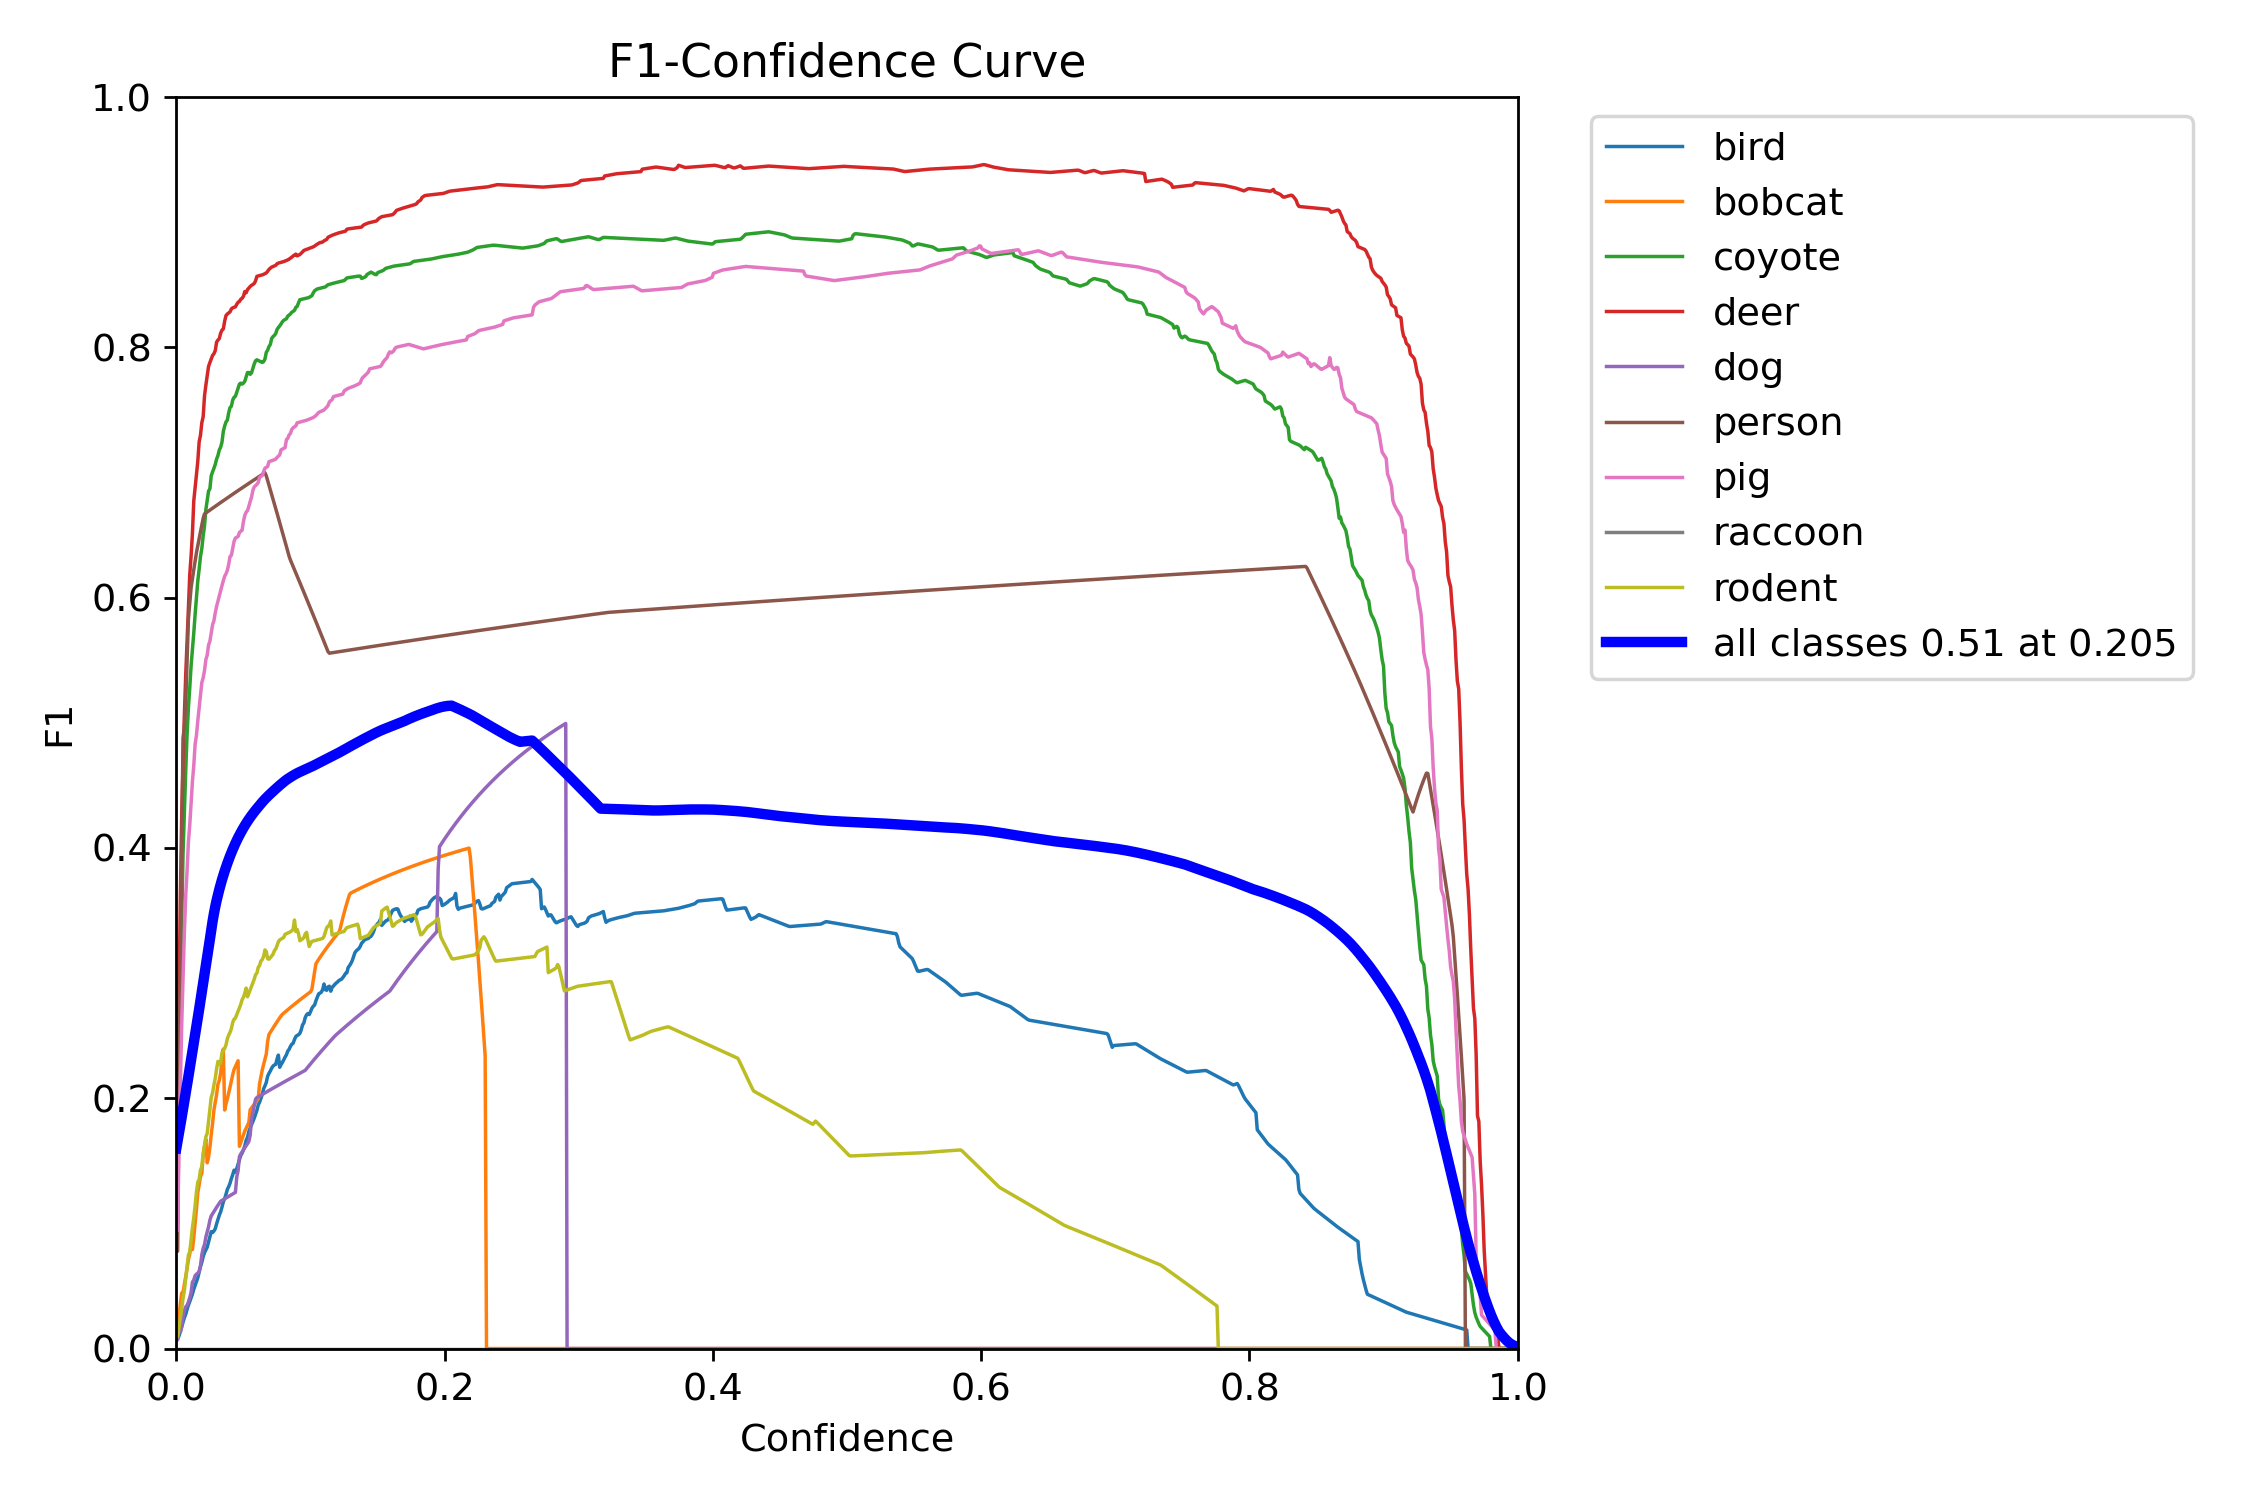 F1-Confidence Curve
1.0
0.8
0.6
0.4
0.2
0.0
F1
0.0 0.2 0.4 0.6 0.8 1.0
Confidence
bird
bobcat
coyote
deer
dog
person
pig
raccoon
rodent
all classes 0.51 at 0.205